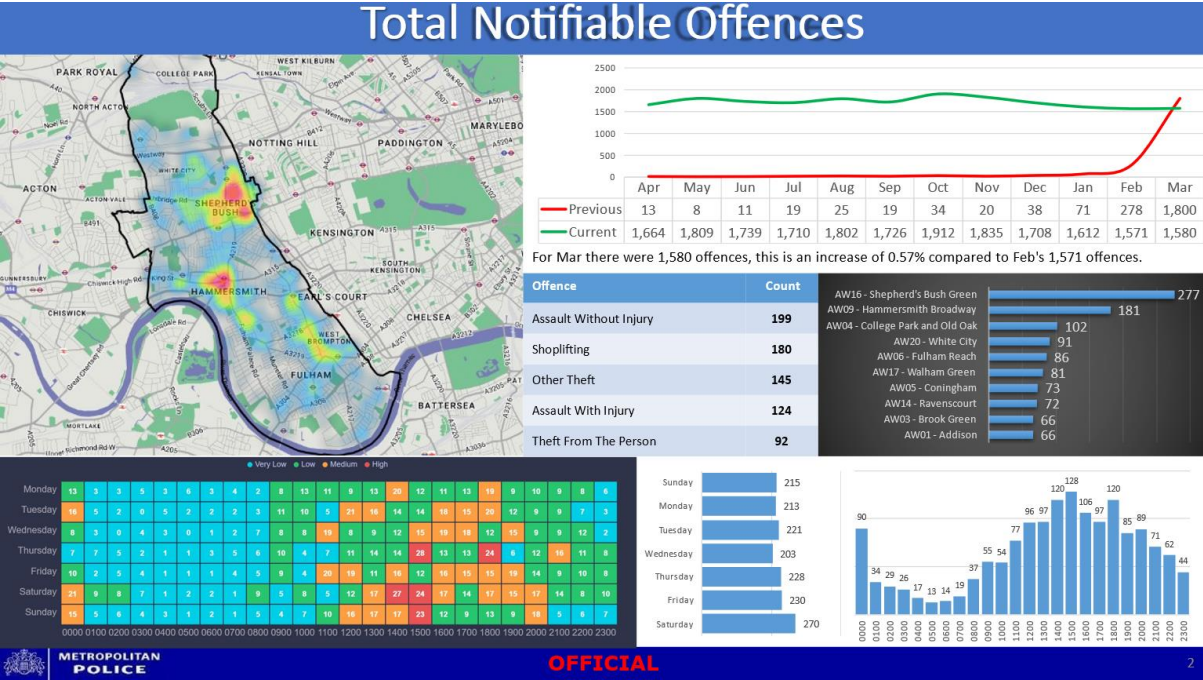 Total Notifiable Offences
PARK ROYAL
COLLEGE PARK
WEST KILBURN
KENSAL TOWN
NORTH ACTON
MARYLEBO
NOTTING HILL
PADDINGTON
WHITE CITY
ACTON
ACTON VALE
SHEPHERD'S
BUSH
KENSINGTON
SOUTH
KENSINGTON
GUNNERSBURY
Chiswick High Rd
King St
HAMMERSMITH
EARL'S COURT
CHISWICK
CHELSEA
WEST
BROMPTON
FULHAM
BATTERSEA
MORTLAKE
2500
2000
1500
1000
500
0
Apr May Jun Jul Aug Sep Oct Nov Dec Jan Feb Mar
Previous 13 8 11 19 25 19 34 20 38 71 278 1,800
Current 1,664 1,809 1,739 1,710 1,802 1,726 1,912 1,835 1,708 1,612 1,571 1,580
For Mar there were 1,580 offences, this is an increase of 0.57% compared to Feb's 1,571 offences.
Offence Count
Assault Without Injury 199
Shoplifting 180
Other Theft 145
Assault With Injury 124
Theft From The Person 92
AW16 - Shepherd's Bush Green 277
AW09 - Hammersmith Broadway 181
AW04 - College Park and Old Oak 102
AW20 - White City 91
AW06 - Fulham Reach 86
AW17 - Walham Green 81
AW05 - Coningham 73
AW14 - Ravenscourt 72
AW03 - Brook Green 66
AW01 - Addison 66
Very Low Low Medium High
Monday 13 3 3 5 3 6 3 4 2 8 13 11 9 13 20 12 11 13 19 9 10 9 8 6
Tuesday 16 5 2 0 5 2 2 2 3 11 10 5 21 16 14 14 18 15 20 12 9 9 7 3
Wednesday 8 3 0 4 3 0 1 2 7 8 8 19 8 9 12 15 19 18 12 15 9 9 12 2
Thursday 7 7 5 2 1 1 3 5 6 10 4 7 11 14 14 28 13 13 24 6 12 16 11 8
Friday 10 2 5 4 1 1 1 4 5 9 4 20 19 11 16 12 16 15 15 19 14 9 10 8
Saturday 21 9 8 7 1 2 2 1 9 5 8 5 12 17 27 24 17 14 17 15 17 14 8 10
Sunday 15 5 6 4 3 1 2 1 5 4 7 10 16 17 17 23 12 9 13 9 18 5 6 7
0000 0100 0200 0300 0400 0500 0600 0700 0800 0900 1000 1100 1200 1300 1400 1500 1600 1700 1800 1900 2000 2100 2200 2300
Sunday 215
Monday 213
Tuesday 221
Wednesday 203
Thursday 228
Friday 230
Saturday 270
90 34 29 26 17 13 14 19 37 55 54 77 96 97 120 128 106 97 120 85 89 71 62 44
0000 0100 0200 0300 0400 0500 0600 0700 0800 0900 1000 1100 1200 1300 1400 1500 1600 1700 1800 1900 2000 2100 2200 2300
METROPOLITAN
POLICE
OFFICIAL
2